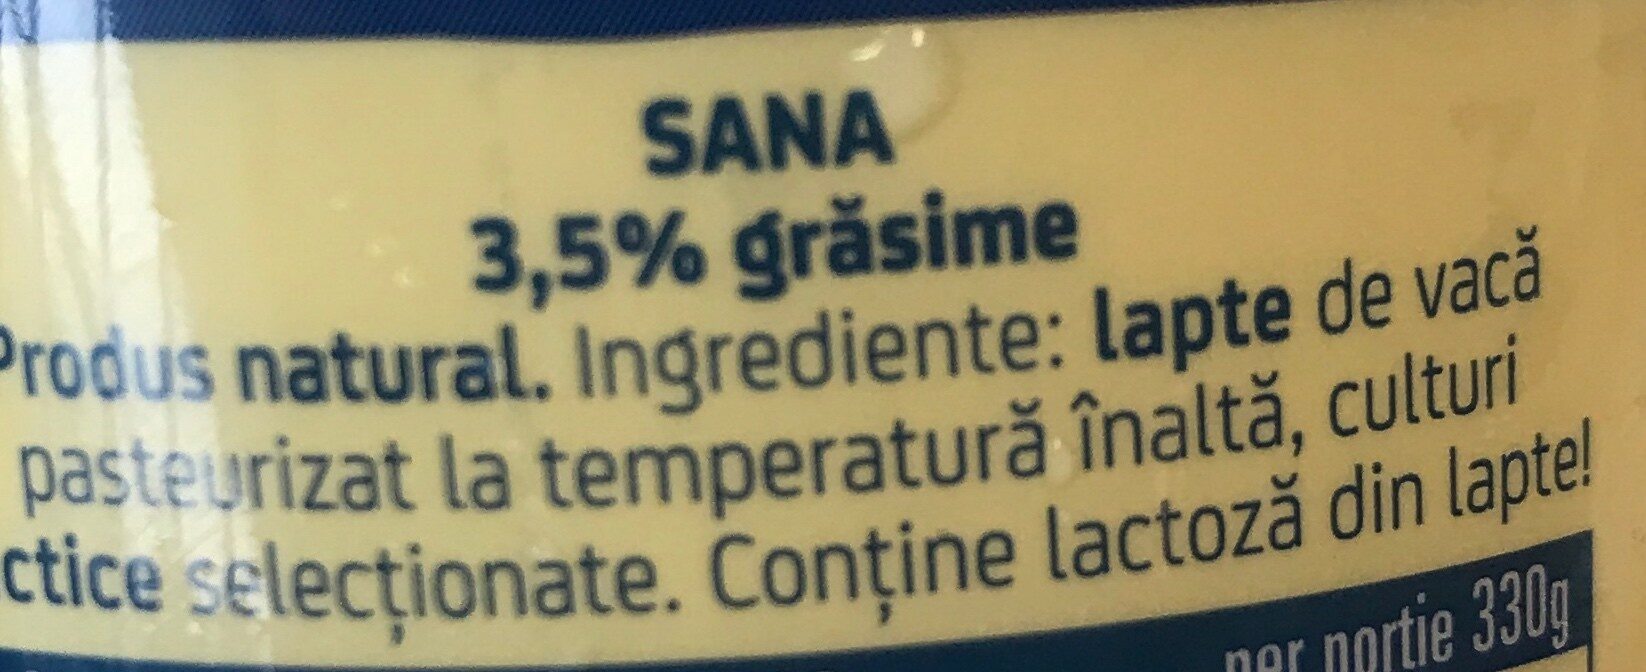 SANA
3,5% grăsime
Produs natural. Ingrediente: lapte de vacă
pasteurizat la temperatură înaltă, culturi
ctice selecționate. Conține lactoză din lapte!
per portie 330g